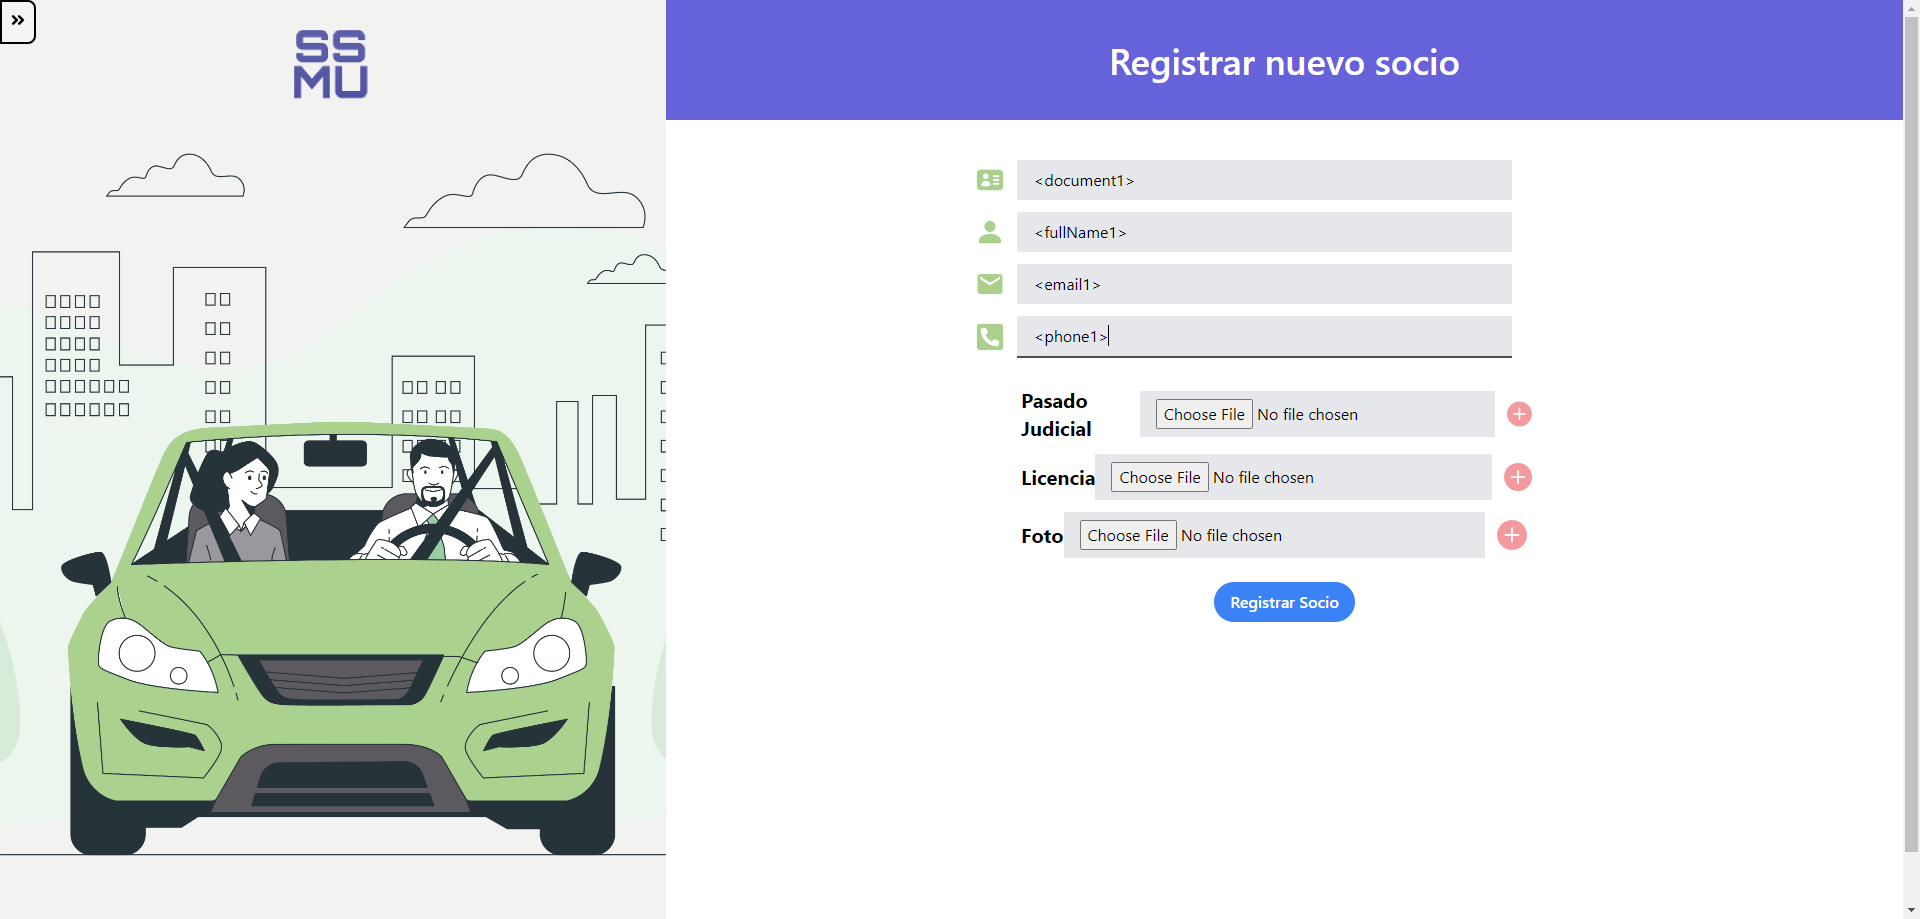 SS
MU
Registrar nuevo socio
<document1>
<fullName1>
<email1>
<phone1>
Pasado
Judicial
Choose File No file chosen
Licencia Choose File No file chosen
Foto Choose File No file chosen
Registrar Socio